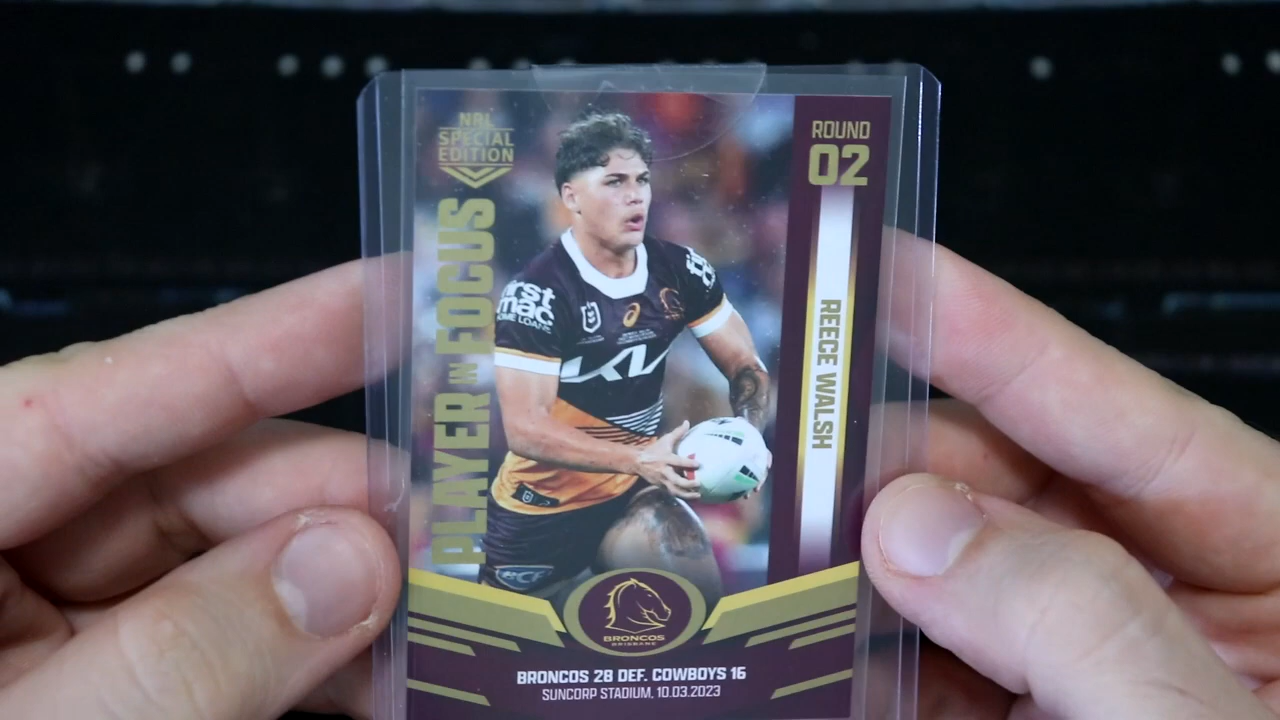 NRL
SPECIAL
EDITION
PLAYER IN FOCUS
ROUND
02
REECE WALSH
first
mac
HOME LOANS
BRONCOS
BRISBANE
BRONCOS 28 DEF. COWBOYS 16
SUNCORP STADIUM, 10.03.2023